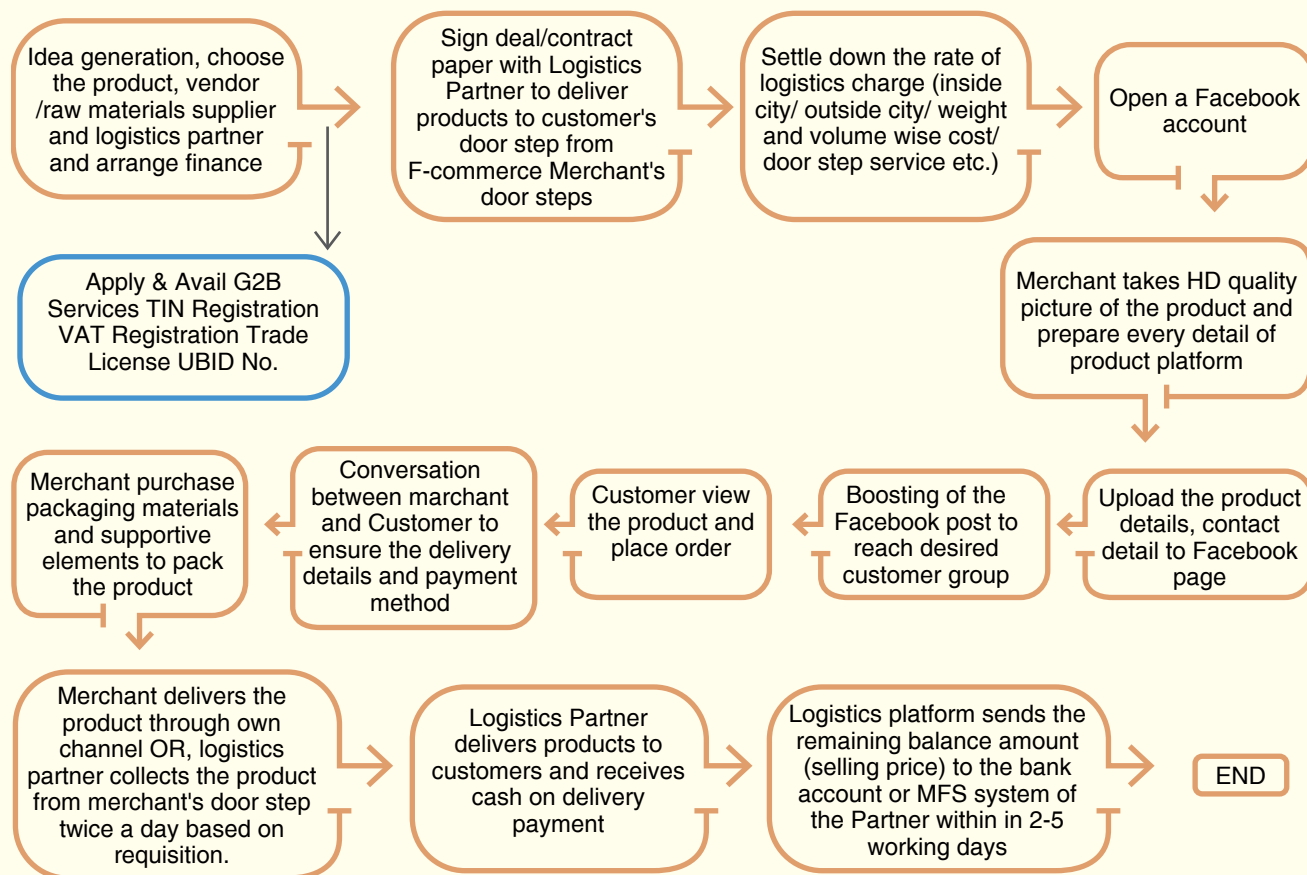 Idea generation, choose
the product, vendor
/raw materials supplier
and logistics partner
and arrange finance
Sign deal/contract
paper with Logistics
Partner to deliver
products to customer's
door step from
F-commerce Merchant's
door steps
Settle down the rate of
logistics charge (inside
city/ outside city/ weight
and volume wise cost/
door step service etc.)
Open a Facebook
account
Apply & Avail G2B
Services TIN Registration
VAT Registration Trade
License UBID No.
Merchant takes HD quality
picture of the product and
prepare every detail of
product platform
Upload the product
details, contact
detail to Facebook
page
Boosting of the
Facebook post to
reach desired
customer group
Customer view
the product and
place order
Conversation
between marchant
and Customer to
ensure the delivery
details and payment
method
Merchant purchase
packaging materials
and supportive
elements to pack
the product
Merchant delivers the
product through own
channel OR, logistics
partner collects the product
from merchant's door step
twice a day based on
requisition.
Logistics Partner
delivers products to
customers and receives
cash on delivery
payment
Logistics platform sends the
remaining balance amount
(selling price) to the bank
account or MFS system of
the Partner within in 2-5
working days
END